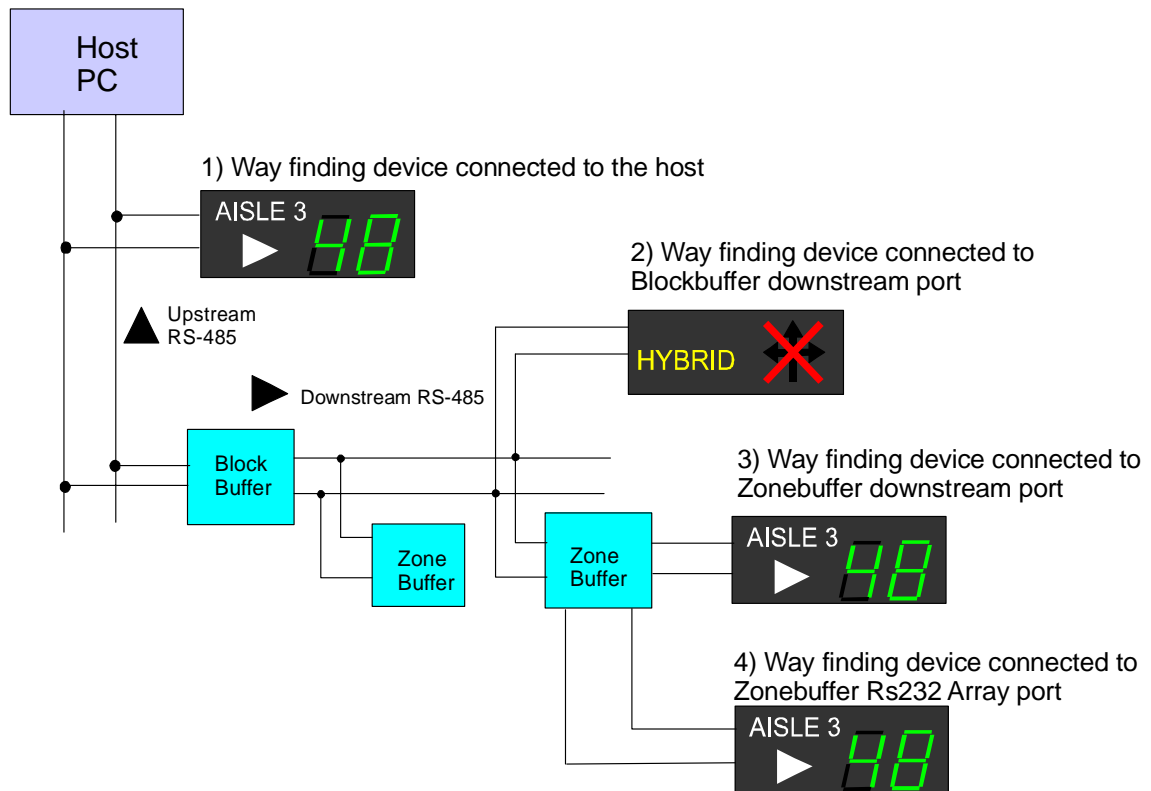 Host
PC
1) Way finding device connected to the host
AISLE 3
48
2) Way finding device connected to
Blockbuffer downstream port
HYBRID
Upstream
RS-485
Downstream RS-485
Block
Buffer
Zone
Buffer
Zone
Buffer
3) Way finding device connected to
Zonebuffer downstream port
AISLE 3
48
4) Way finding device connected to
Zonebuffer Rs232 Array port
AISLE 3
48